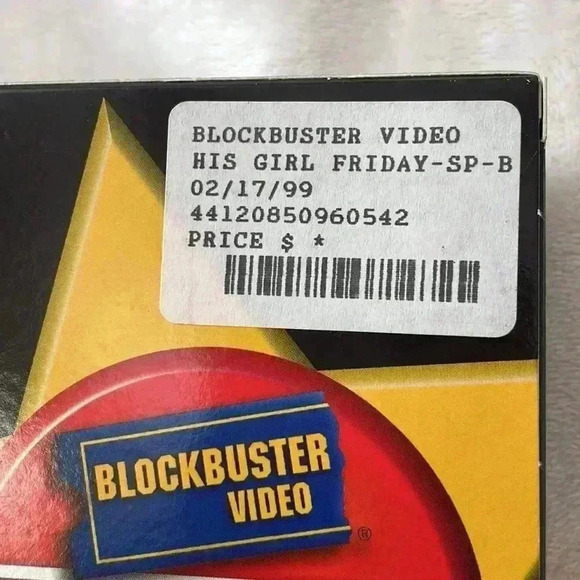 BLOCKBUSTER VIDEO
HIS GIRL FRIDAY-SP-B
02/17/99
44120850960542
PRICE $ *
BLOCKBUSTER
VIDEO
®